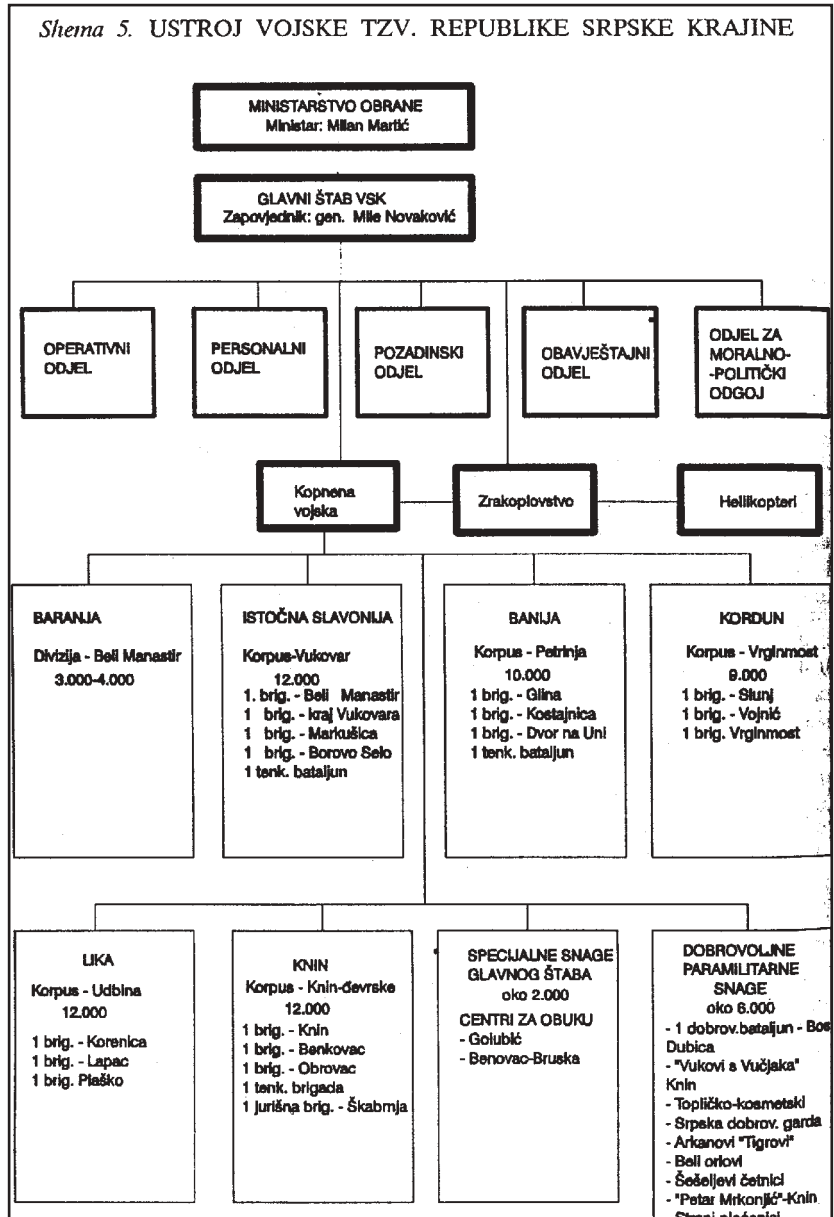 Shema 5. USTROJ VOJSKE TZV. REPUBLIKE SRPSKE KRAJINE
MINISTARSTVO OBRANE
Ministar: Milan Martić
GLAVNI ŠTAB VSK
Zapovjednik: gen. Mile Novaković
OPERATIVNI
ODJEL
PERSONALNI
ODJEL
POZADINSKI
ODJEL
OBAVJEŠTAJNI
ODJEL
ODJEL ZA
MORALNO-
-POLITIČKI
ODGOJ
Kopnena
vojska
Zrakoplovstvo
Helikopteri
BARANJA
Divizija - Beli Manastir
3.000-4.000
ISTOČNA SLAVONIJA
Korpus-Vukovar
12.000
1. brig. - Beli Manastir
1 brig. - kraj Vukovara
1 brig. - Markušica
1 brig. - Borovo Selo
1 tenk. bataljun
BANIJA
Korpus - Petrinja
10.000
1 brig. - Glina
1 brig. - Kostajnica
1 brig. - Dvor na Uni
1 tenk. bataljun
KORDUN
Korpus - Vrginmost
9.000
1 brig. - Slunj
1 brig. - Vojnić
1 brig. Vrginmost
LIKA
Korpus - Udbina
12.000
1 brig. - Korenica
1 brig. - Lapac
1 brig. Plaško
KNIN
Korpus - Knin-đevrske
12.000
1 brig. - Knin
1 brig. - Benkovac
1 brig. - Obrovac
1 tenk. brigada
1 jurišna brig. - Škabrnja
SPECIJALNE SNAGE
GLAVNOG ŠTABA
oko 2.000
CENTRI ZA OBUKU
- Golubić
- Benovac-Bruska
DOBROVOLJNE
PARAMILITARNE
SNAGE
oko 6.000
- 1 dobrov.bataljun - Bos
Dubica
- "Vukovi s Vučjaka"
Knin
- Topličko-kosmetski
- Srpska dobrov. garda
- Arkanovi "Tigrovi"
- Beli orlovi
- Šešeljevi četnici
- "Petar Mrkonjić"-Knin